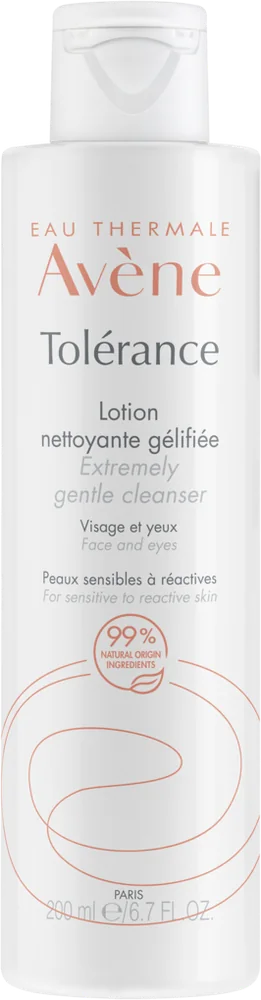 EAU THERMALE
Avène
Tolérance
Lotion
nettoyante gélifiée
Extremely
gentle cleanser
Visage et yeux
Face and eyes
Peaux sensibles à réactives
For sensitive to reactive skin
99%
NATURAL ORIGIN
INGREDIENTS
PARIS
200 ml ℮/6.7 FL.OZ.